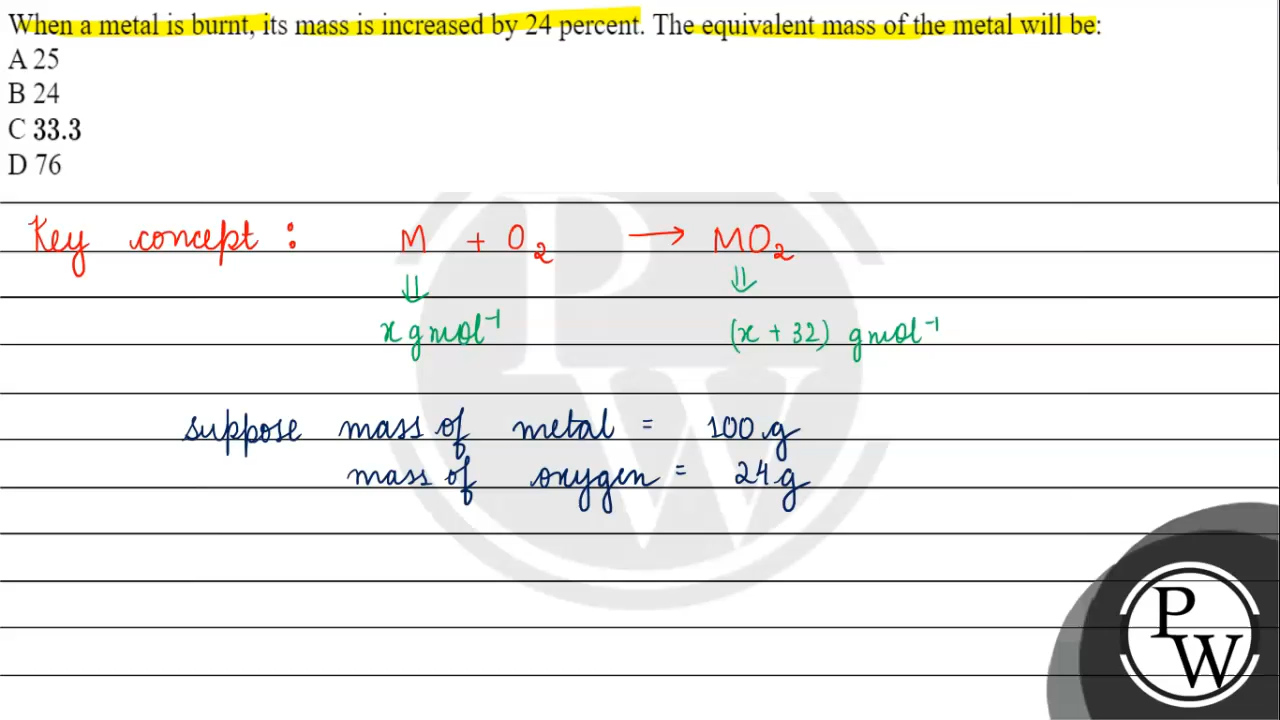 When a metal is burnt, its mass is increased by 24 percent. The equivalent mass of the metal will be:
A 25
B 24
C 33.3
D 76
Key concept : M + O₂ → MO₂
⇓ ⇓
x g mol⁻¹ (x + 32) g mol⁻¹
suppose mass of metal = 100 g
mass of oxygen = 24 g
P
W
P
W